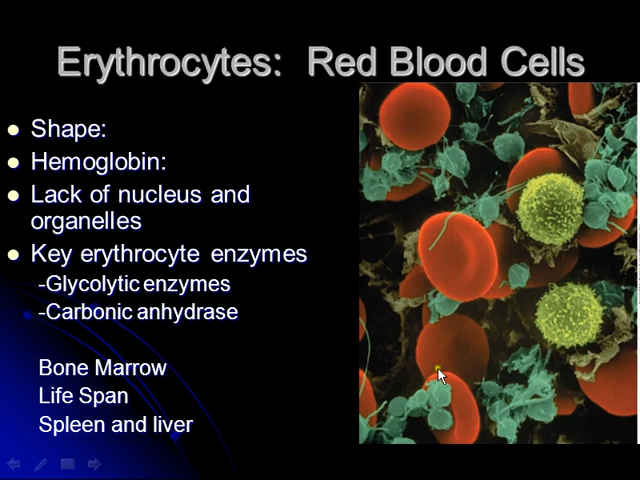 Erythrocytes: Red Blood Cells
Shape:
Hemoglobin:
Lack of nucleus and
organelles
Key erythrocyte enzymes
-Glycolytic enzymes
-Carbonic anhydrase
Bone Marrow
Life Span
Spleen and liver